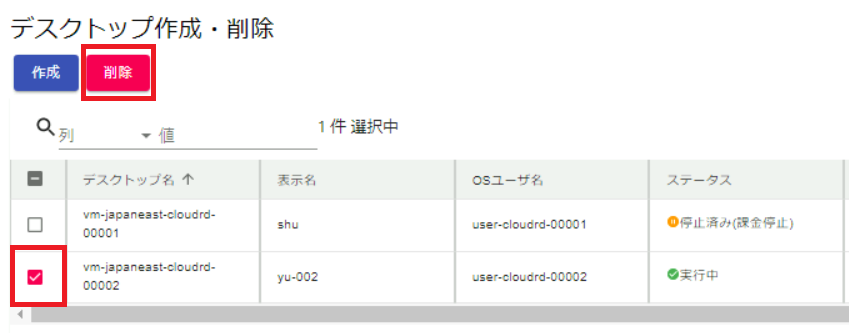 デスクトップ作成・削除
作成 削除
列 値 1 件 選択中
デスクトップ名 ↑ 表示名 OSユーザ名 ステータス
vm-japaneast-cloudrd-
00001 shu user-cloudrd-00001 停止済み(課金停止)
vm-japaneast-cloudrd-
00002 yu-002 user-cloudrd-00002 実行中